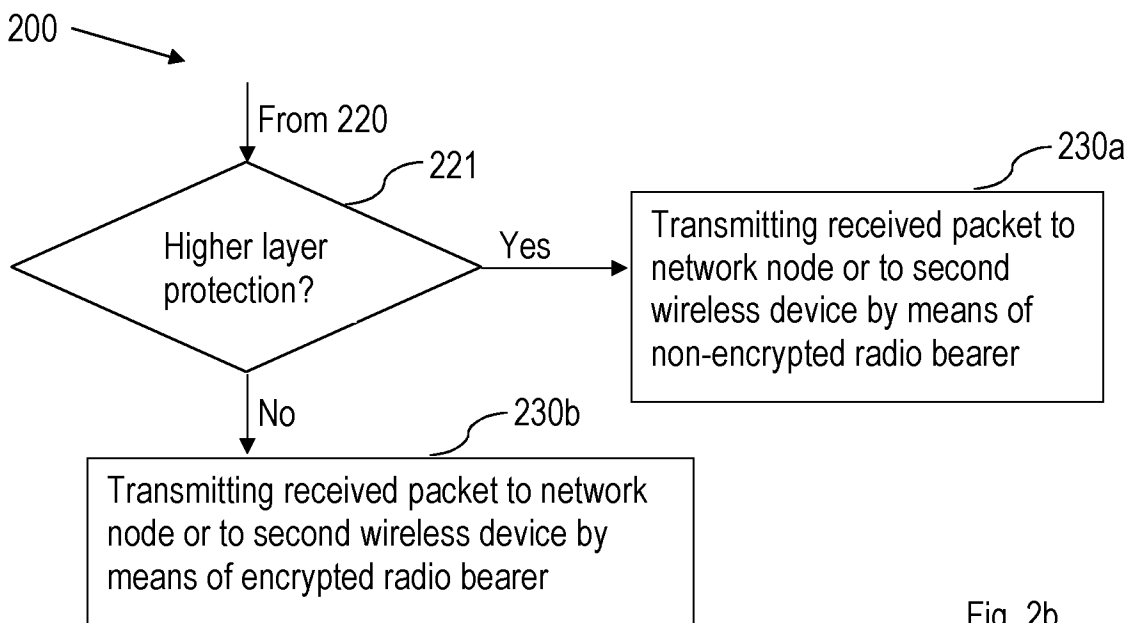 200
From 220
221
Higher layer
protection?
Yes
230a
Transmitting received packet to
network node or to second
wireless device by means of
non-encrypted radio bearer
No
230b
Transmitting received packet to network
node or to second wireless device by
means of encrypted radio bearer
Fig. 2b